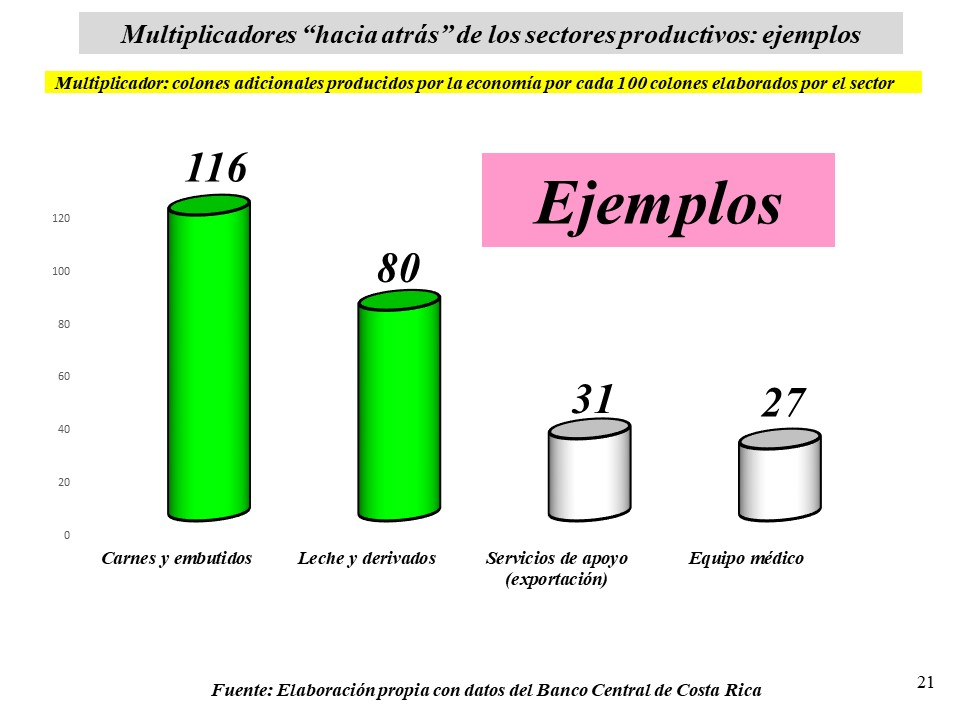 Multiplicadores “hacia atrás” de los sectores productivos: ejemplos
Multiplicador: colones adicionales producidos por la economía por cada 100 colones elaborados por el sector
Ejemplos
116
80
31
27
120
100
80
60
40
20
0
Carnes y embutidos
Leche y derivados
Servicios de apoyo
(exportación)
Equipo médico
Fuente: Elaboración propia con datos del Banco Central de Costa Rica
21